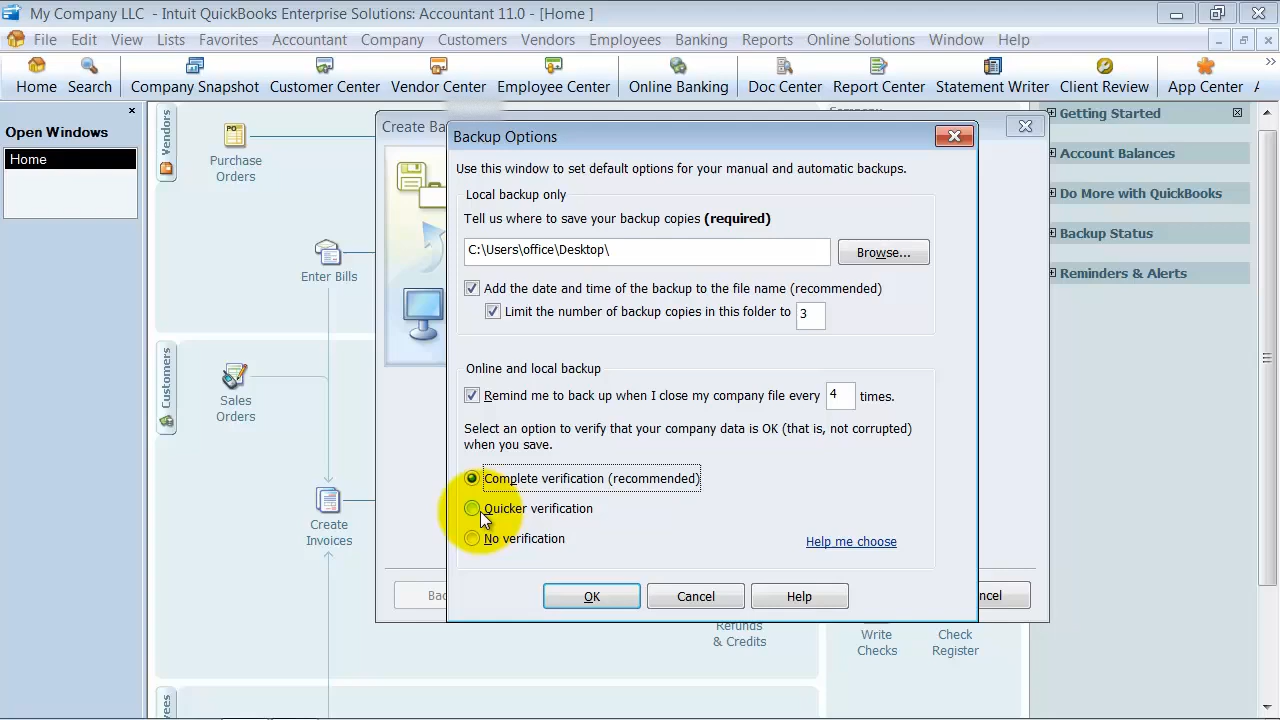 My Company LLC - Intuit QuickBooks Enterprise Solutions: Accountant 11.0 - [Home ]
File Edit View Lists Favorites Accountant Company Customers Vendors Employees Banking Reports Online Solutions Window Help
Home Search Company Snapshot Customer Center Vendor Center Employee Center Online Banking Doc Center Report Center Statement Writer Client Review App Center
Open Windows
Home
Vendors
Purchase
Orders
Enter Bills
Customers
Sales
Orders
Create
Invoices
Refunds
& Credits
Write
Checks
Check
Register
Getting Started
Account Balances
Do More with QuickBooks
Backup Status
Reminders & Alerts
Create Ba
Backup Options
Use this window to set default options for your manual and automatic backups.
Local backup only
Tell us where to save your backup copies (required)
C:\Users\office\Desktop\
Browse...
Add the date and time of the backup to the file name (recommended)
Limit the number of backup copies in this folder to 3
Online and local backup
Remind me to back up when I close my company file every 4 times.
Select an option to verify that your company data is OK (that is, not corrupted)
when you save.
Complete verification (recommended)
Quicker verification
No verification
Help me choose
OK Cancel Help
Bac
ncel